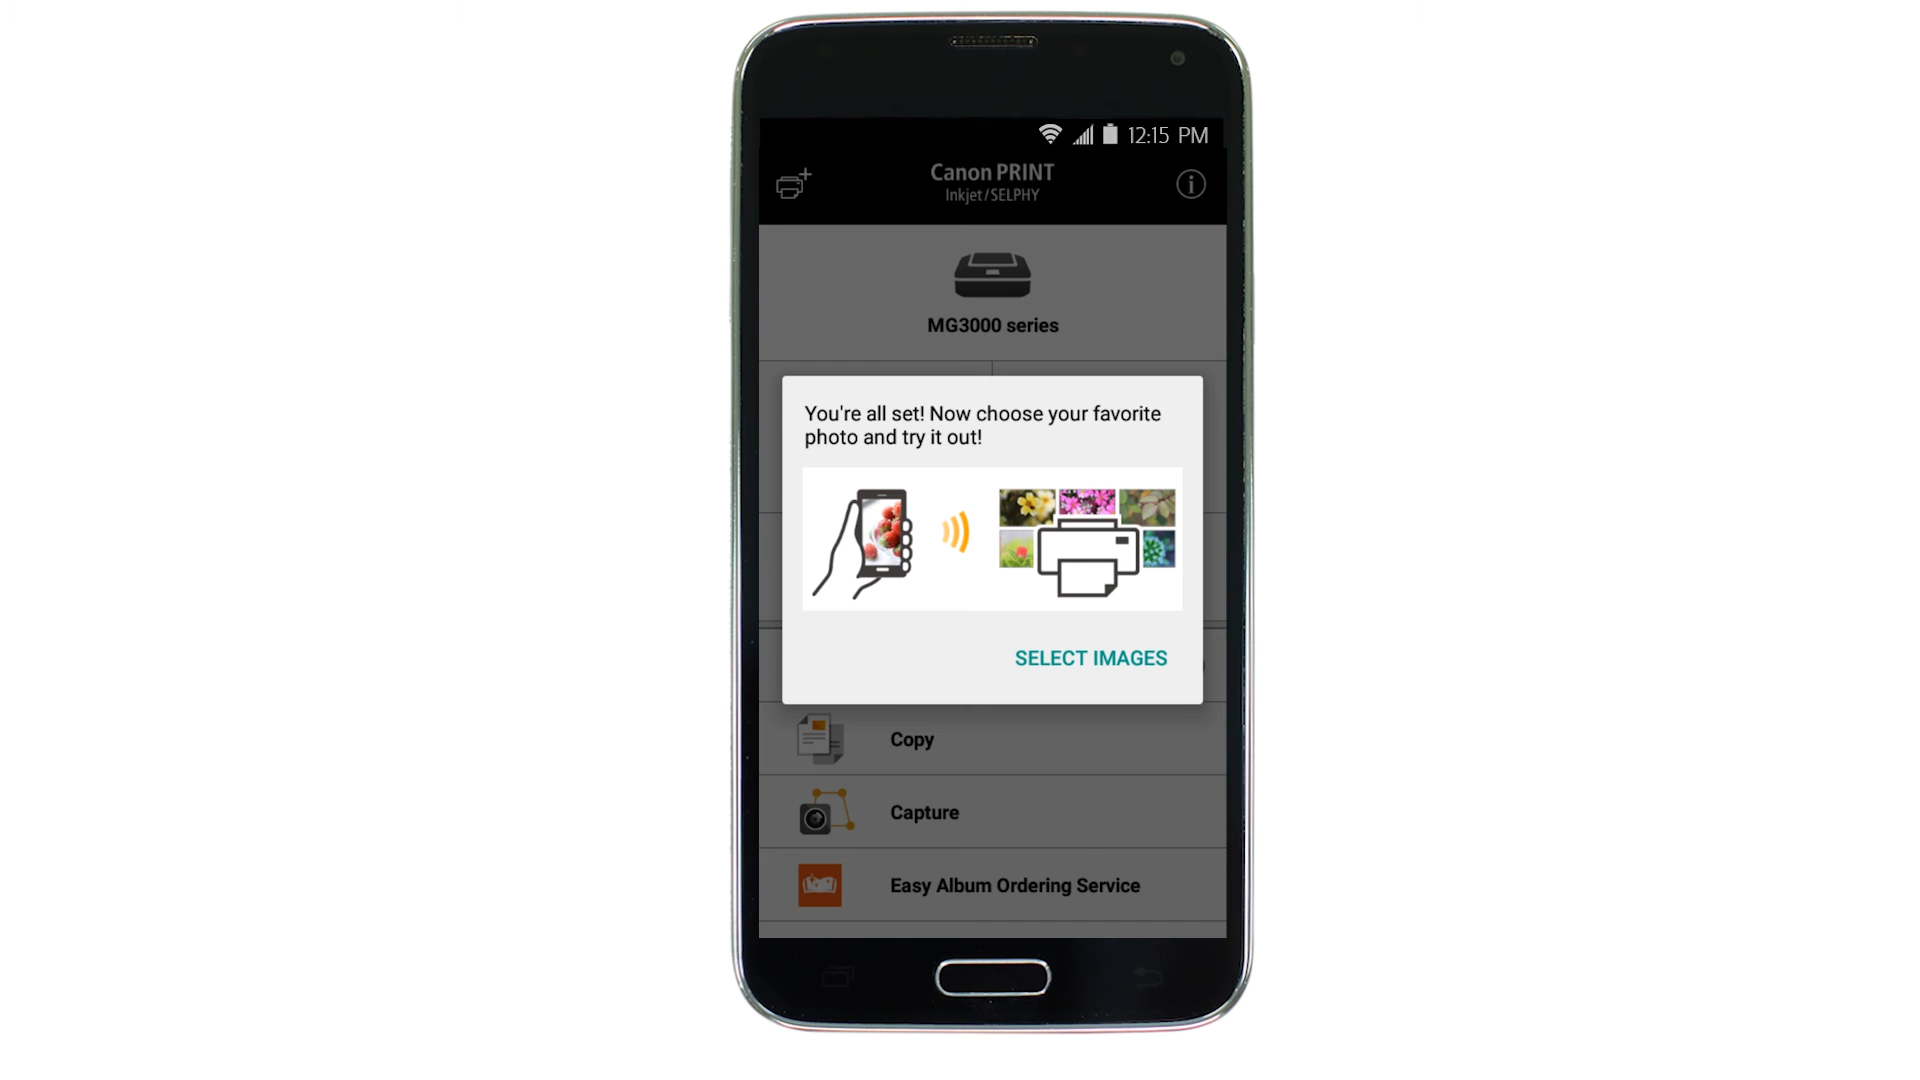 12:15 PM
Canon PRINT
Inkjet/SELPHY
MG3000 series
You're all set! Now choose your favorite
photo and try it out!
SELECT IMAGES
Copy
Capture
Easy Album Ordering Service